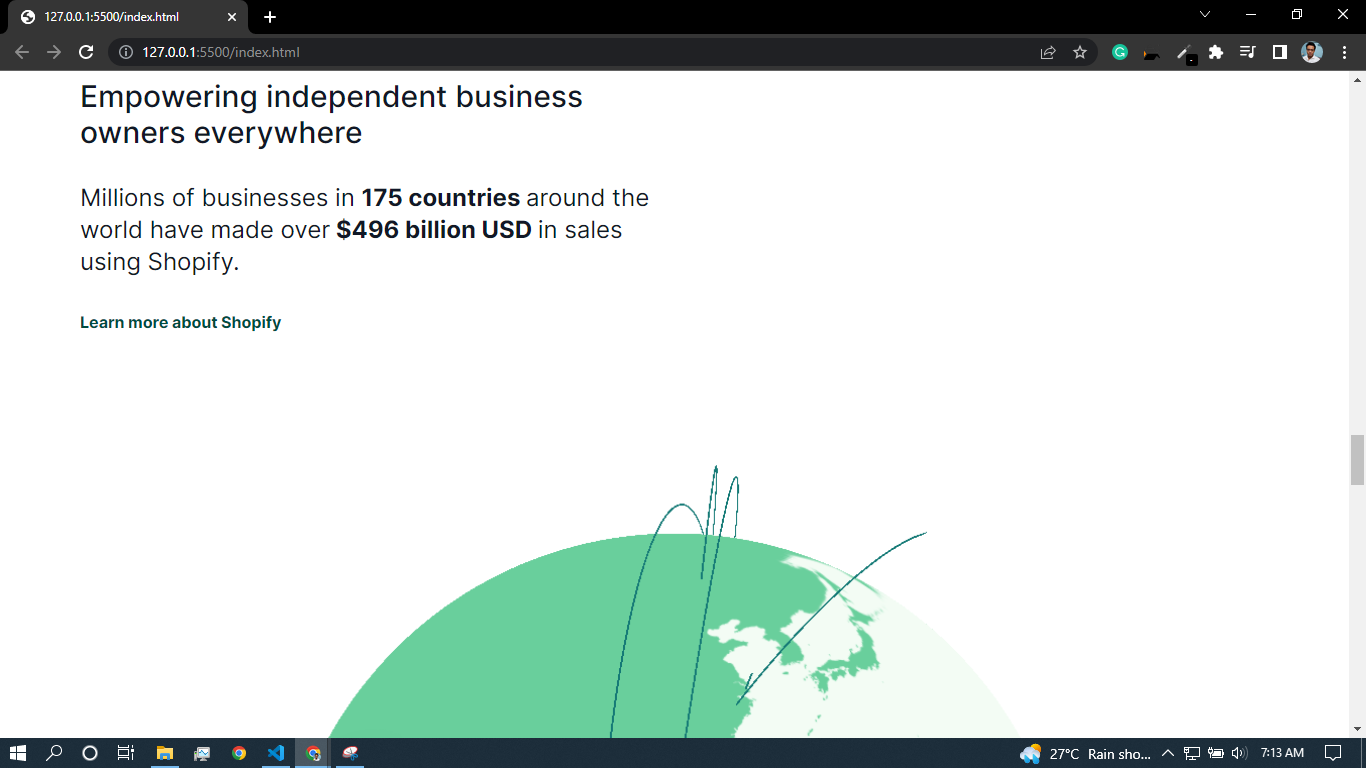 127.0.0.1:5500/index.html
127.0.0.1:5500/index.html
Empowering independent business
owners everywhere
Millions of businesses in 175 countries around the
world have made over $496 billion USD in sales
using Shopify.
Learn more about Shopify
27°C Rain sho... 7:13 AM